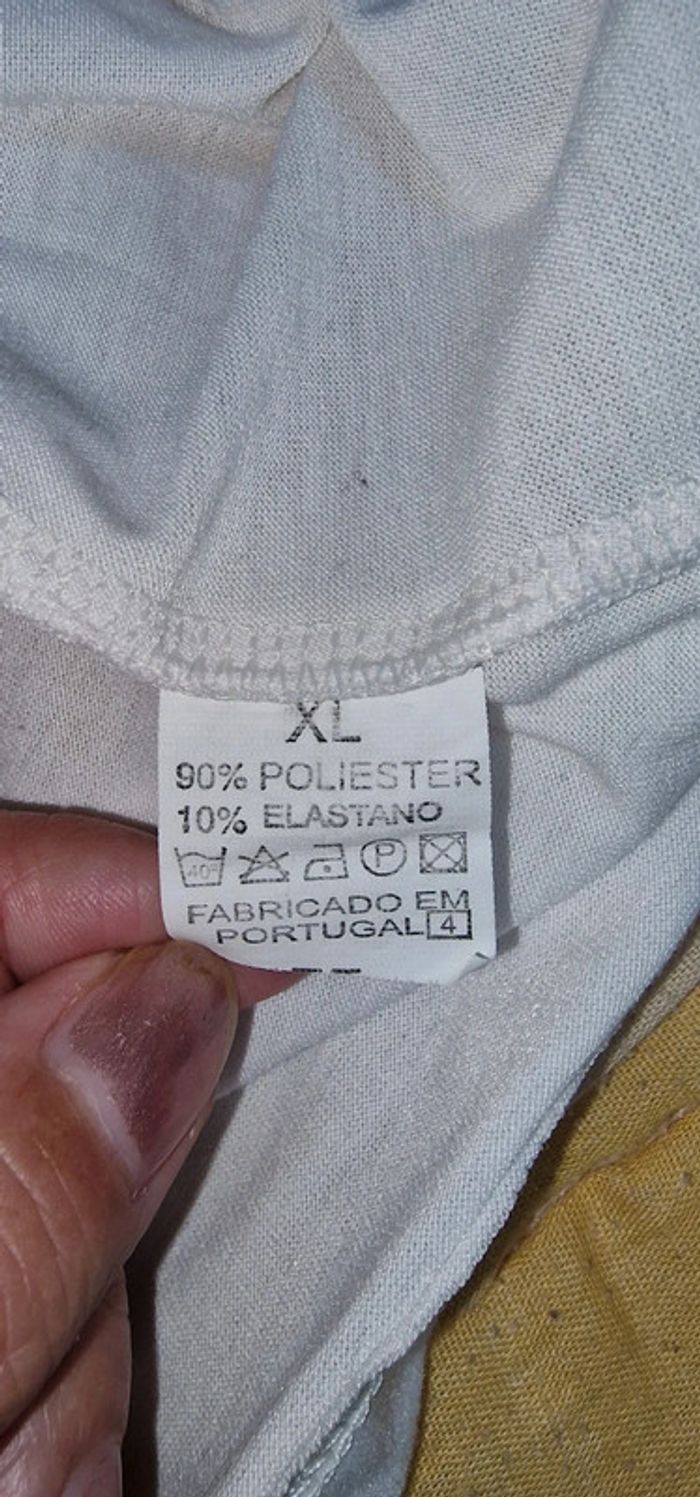 XL
90% POLIESTER
10% ELASTANO
40° P
FABRICADO EM
PORTUGAL 4